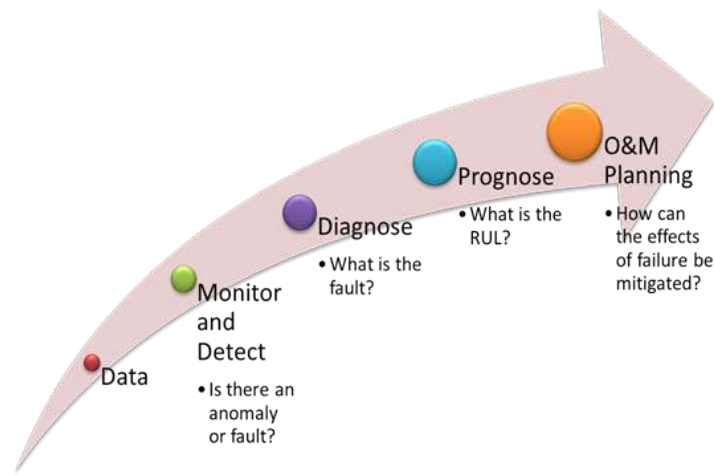 Data
Monitor
and
Detect
• Is there an
anomaly
or fault?
Diagnose
• What is the
fault?
Prognose
• What is the
RUL?
O&M
Planning
• How can
the effects
of failure be
mitigated?